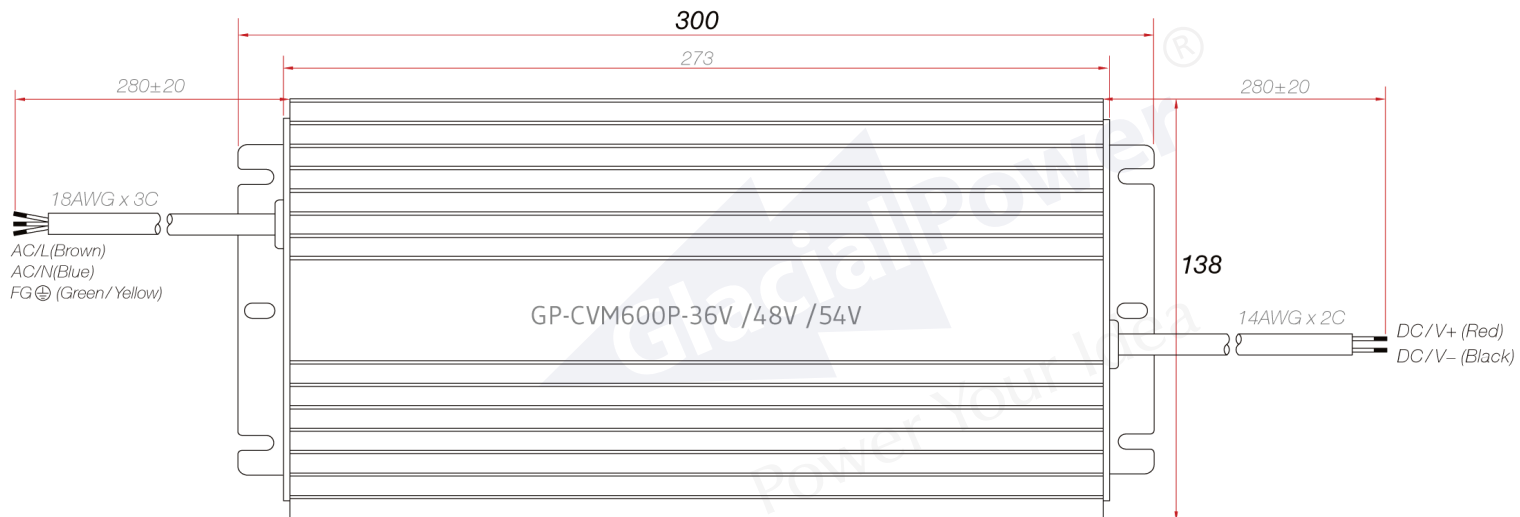 300
273
280±20
280±20
®
18AWG x 3C
AC/L(Brown)
AC/N(Blue)
FG (Green/Yellow)
GlacialPower
138
GP-CVM600P-36V /48V /54V
14AWG x 2C
DC/V+ (Red)
DC/V– (Black)
Power Your Idea